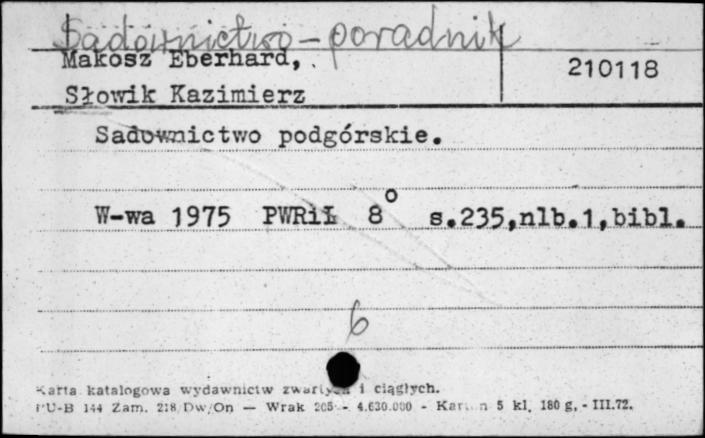 Sadownictwo - poradnik
Makosz Eberhard,
210118
Słowik Kazimierz
Sadownictwo podgórskie.
W-wa 1975 PWRiL 8° s.235,nlb.1,bibl.
6
Karta katalogowa wydawnictw zwartych i ciągłych.
PU-B 144 Zam. 218/Dw/On — Wrak 205 - 4.630.000 - Karton 5 kl. 180 g. - III.72.